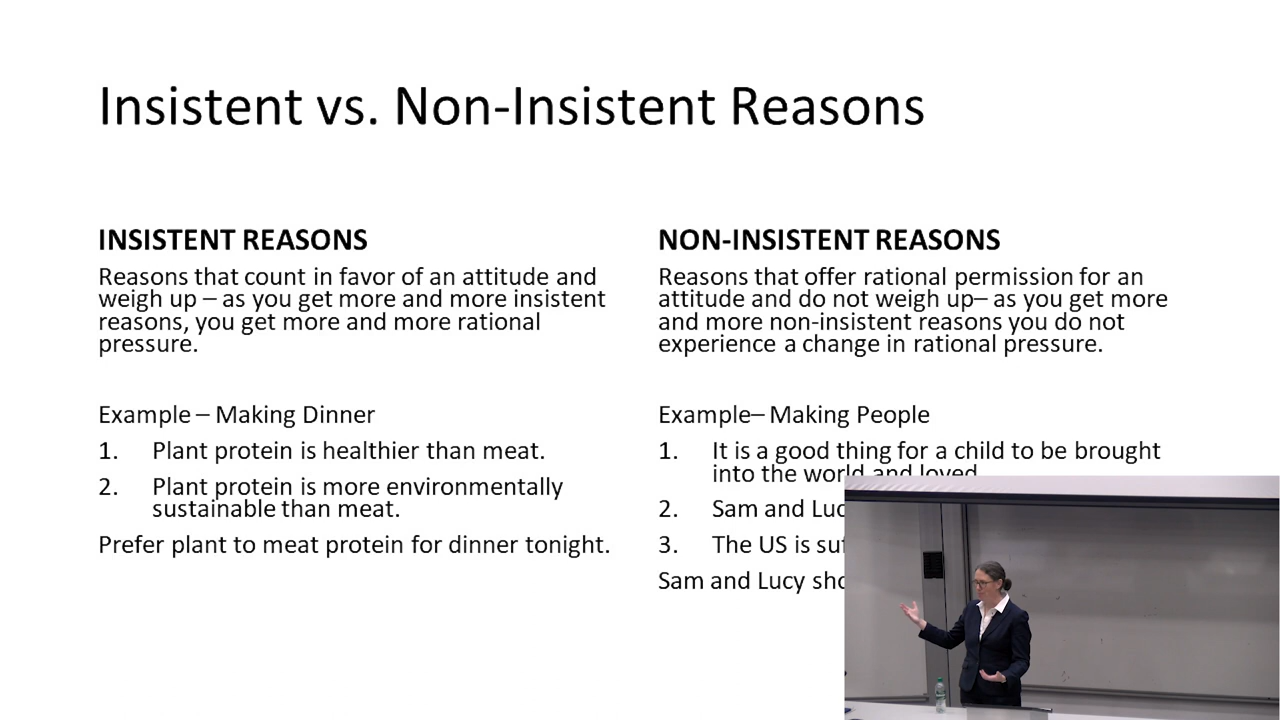 Insistent vs. Non-Insistent Reasons
INSISTENT REASONS
Reasons that count in favor of an attitude and
weigh up – as you get more and more insistent
reasons, you get more and more rational
pressure.
Example – Making Dinner
1. Plant protein is healthier than meat.
2. Plant protein is more environmentally
sustainable than meat.
Prefer plant to meat protein for dinner tonight.
NON-INSISTENT REASONS
Reasons that offer rational permission for an
attitude and do not weigh up– as you get more
and more non-insistent reasons you do not
experience a change in rational pressure.
Example– Making People
1. It is a good thing for a child to be brought
into the world and loved
2. Sam and
3. The US is
Sam and Lucy